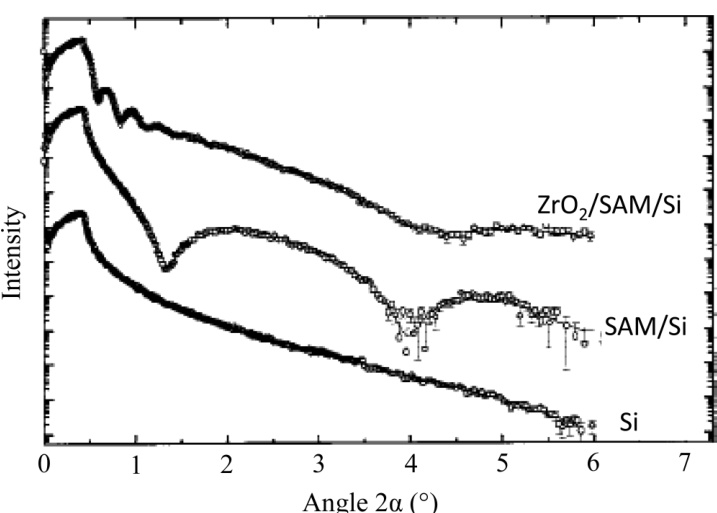 Intensity
ZrO₂/SAM/Si
SAM/Si
Si
0 1 2 3 4 5 6 7
Angle 2α (°)